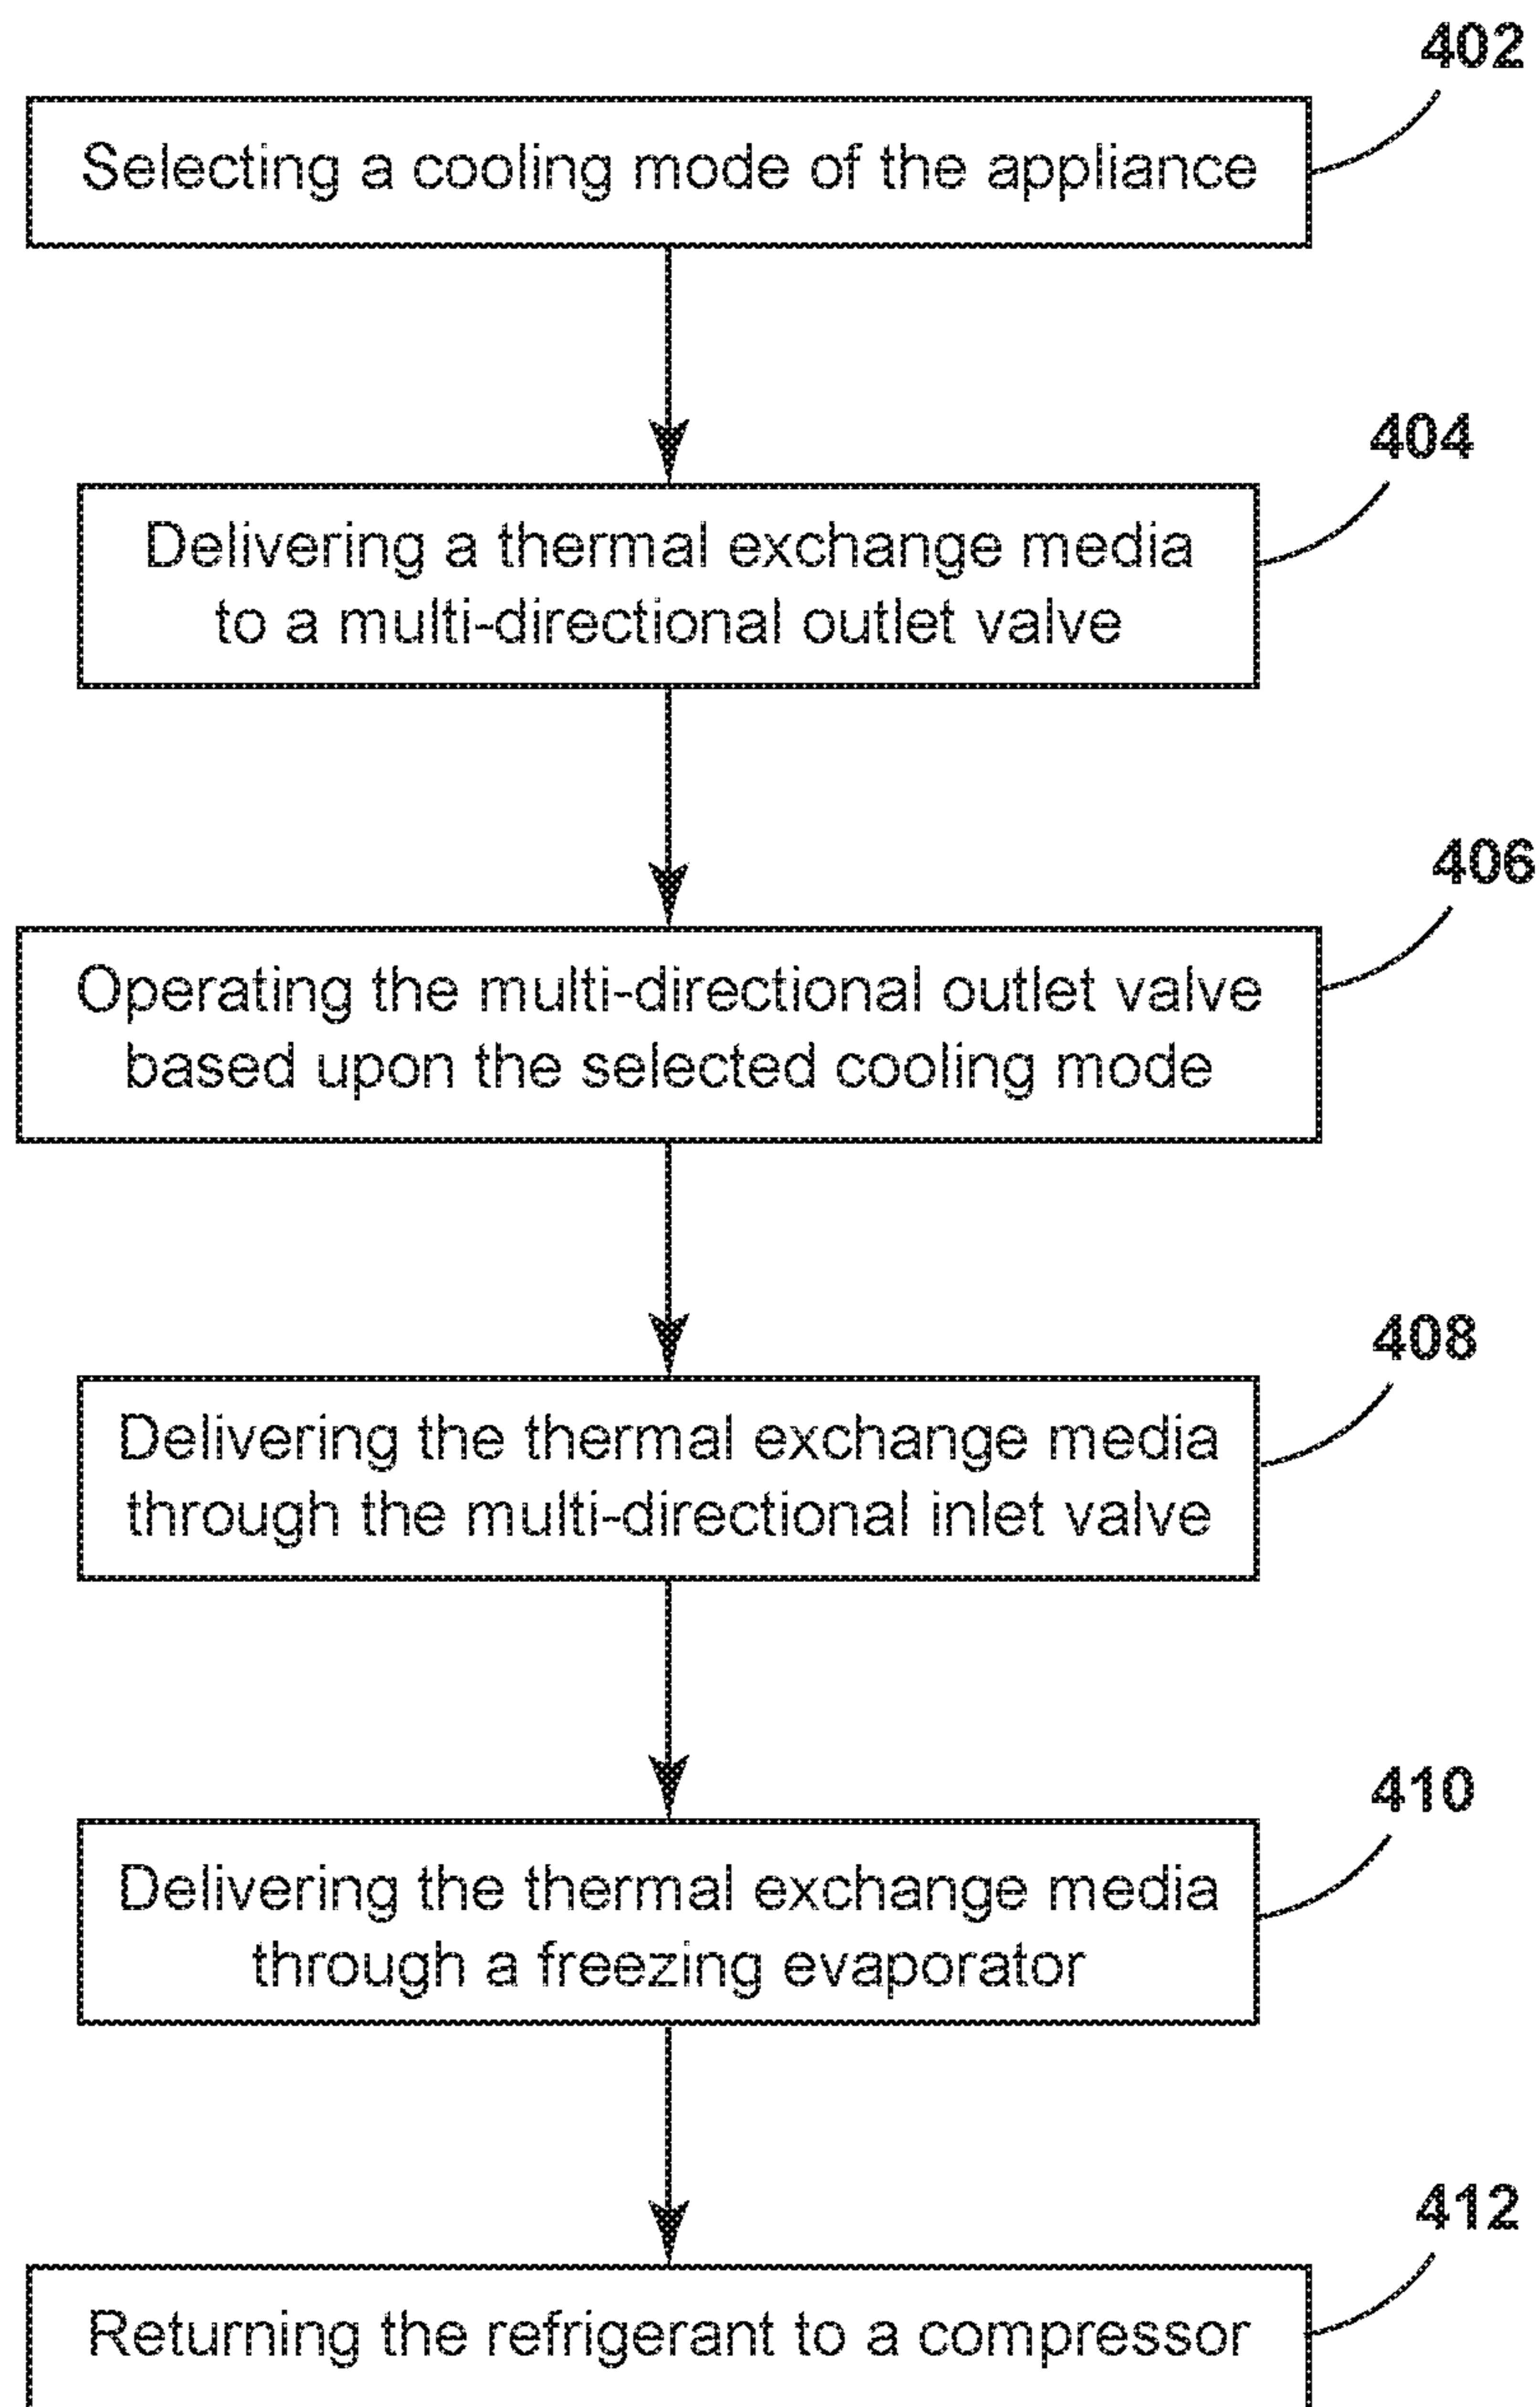 402
Selecting a cooling mode of the appliance
404
Delivering a thermal exchange media
to a multi-directional outlet valve
406
Operating the multi-directional outlet valve
based upon the selected cooling mode
408
Delivering the thermal exchange media
through the multi-directional inlet valve
410
Delivering the thermal exchange media
through a freezing evaporator
412
Returning the refrigerant to a compressor